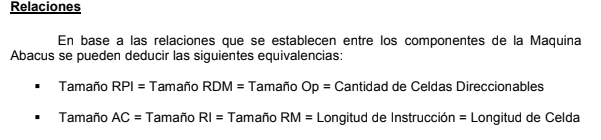 Relaciones
En base a las relaciones que se establecen entre los componentes de la Maquina
Abacus se pueden deducir las siguientes equivalencias:
▪ Tamaño RPI = Tamaño RDM = Tamaño Op = Cantidad de Celdas Direccionables
▪ Tamaño AC = Tamaño RI = Tamaño RM = Longitud de Instrucción = Longitud de Celda